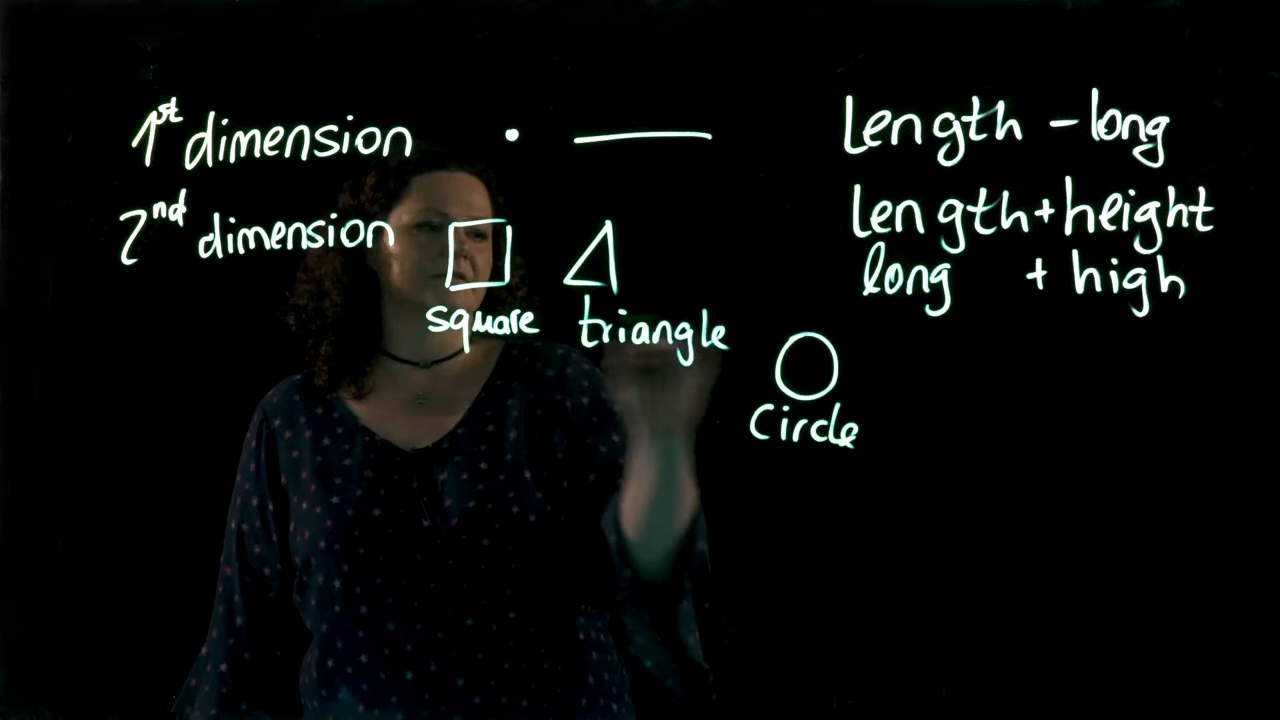 1st dimension
Length - long
2nd dimension
length + height
long + high
square
triangle
Circle